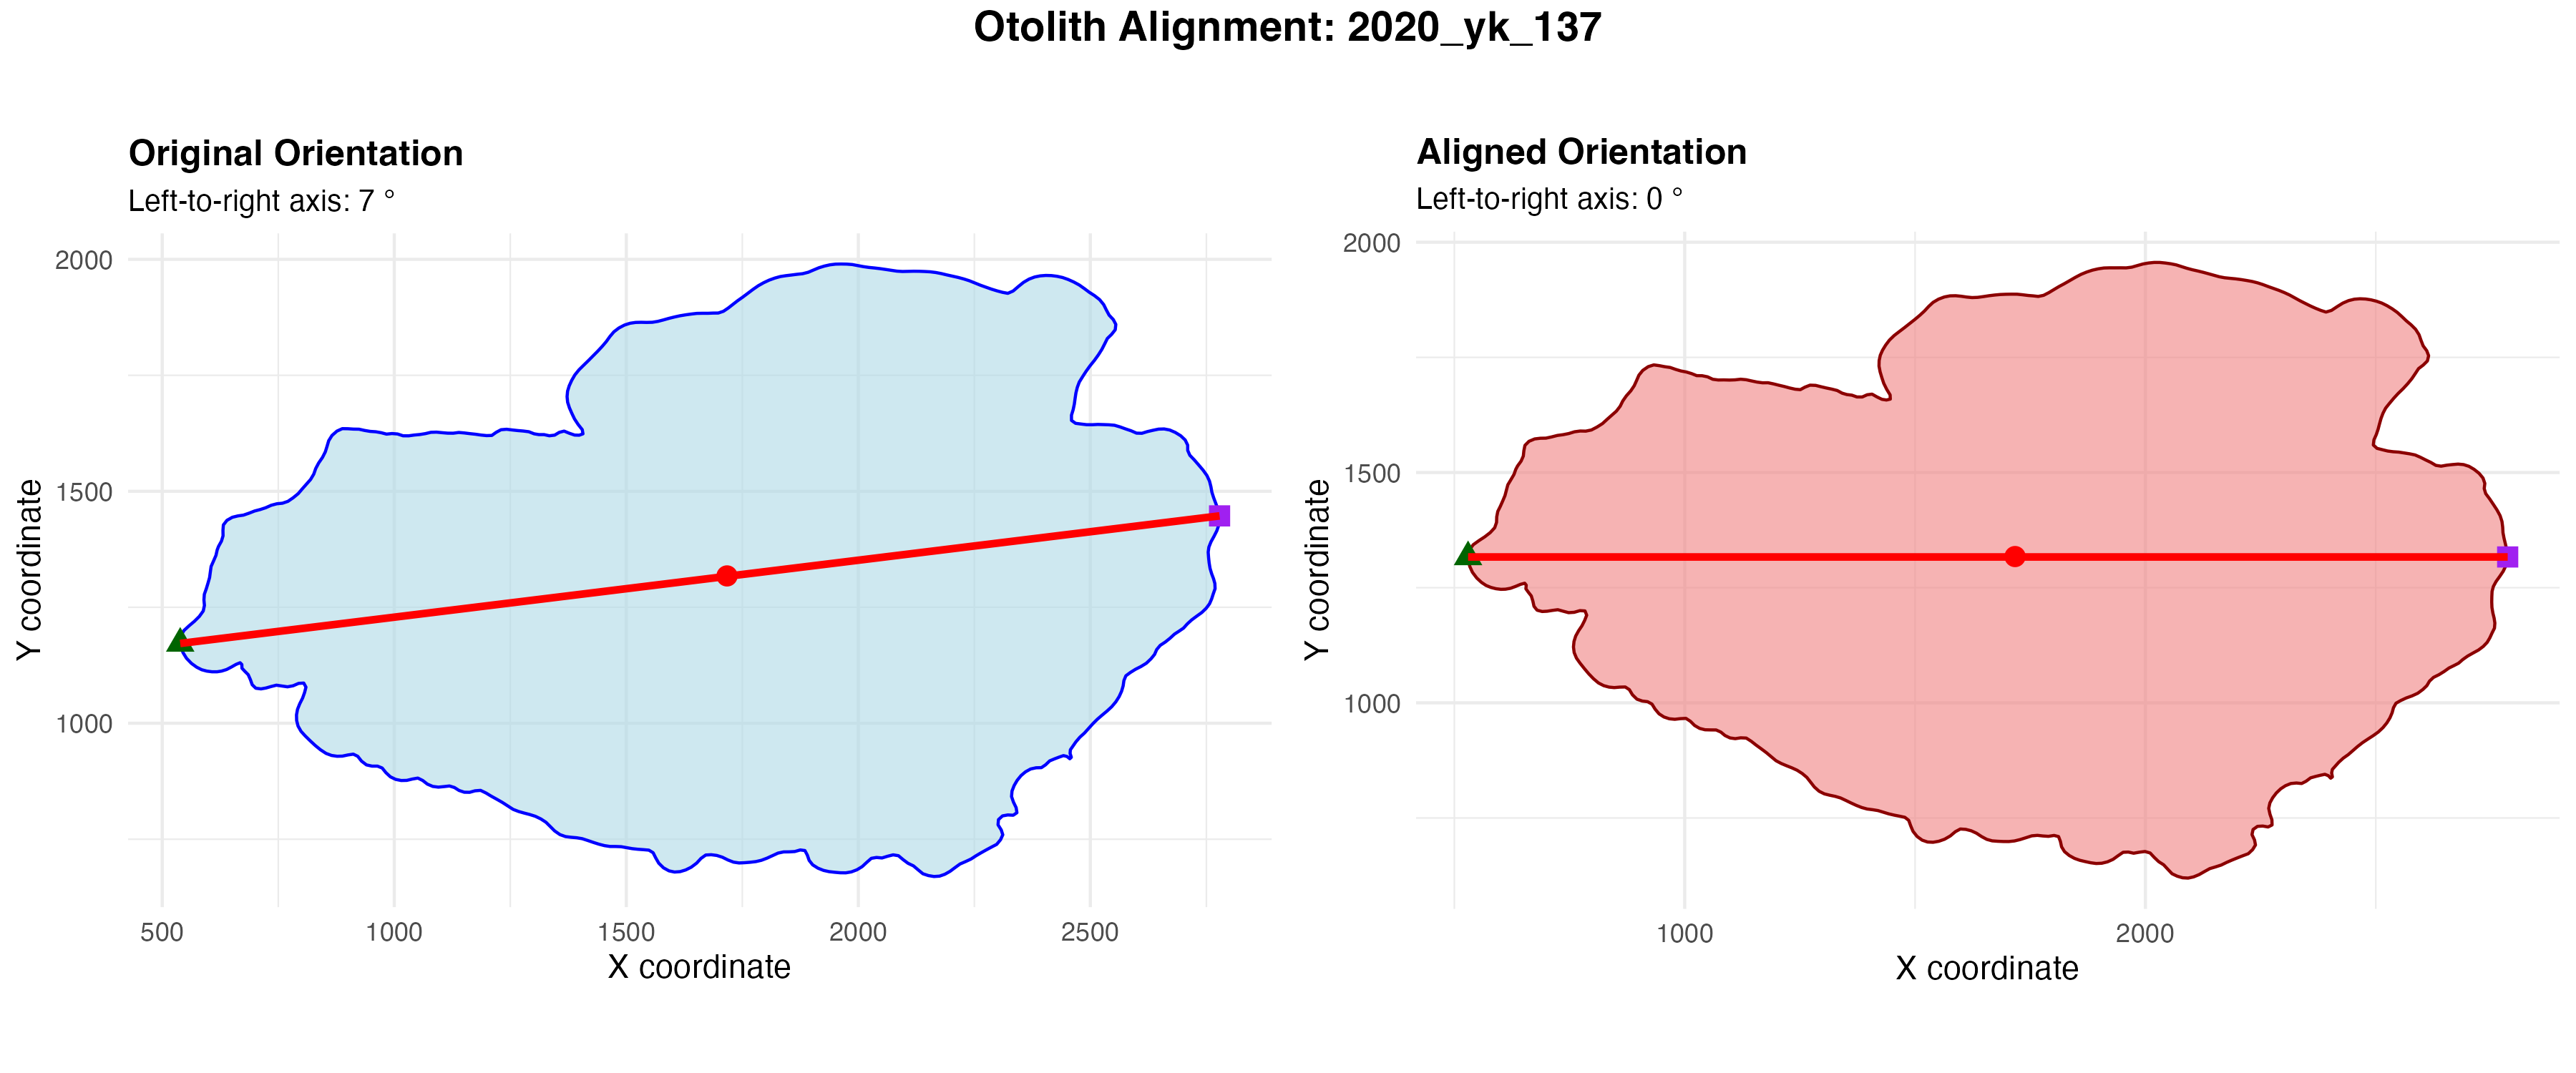 Otolith Alignment: 2020_yk_137
Original Orientation
Left-to-right axis: 7 °
2000
1500
1000
Y coordinate
500 1000 1500 2000 2500
X coordinate
Aligned Orientation
Left-to-right axis: 0 °
2000
1500
1000
Y coordinate
1000 2000
X coordinate